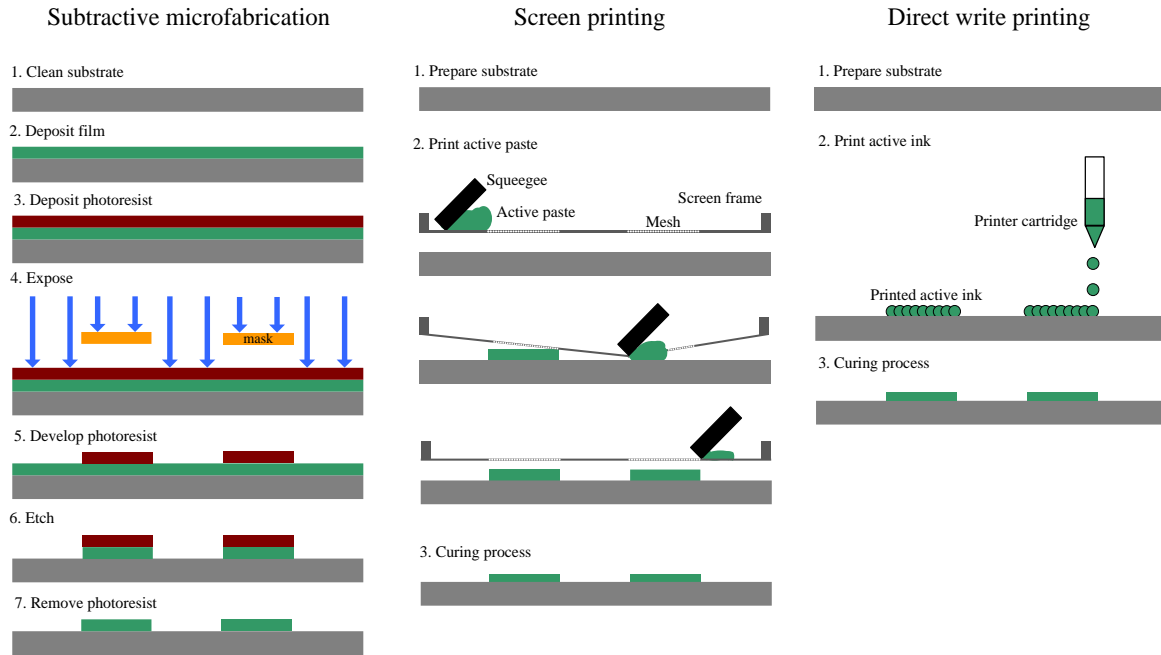 Subtractive microfabrication
1. Clean substrate
2. Deposit film
3. Deposit photoresist
4. Expose
mask
5. Develop photoresist
6. Etch
7. Remove photoresist
Screen printing
1. Prepare substrate
2. Print active paste
Squeegee
Screen frame
Active paste
Mesh
3. Curing process
Direct write printing
1. Prepare substrate
2. Print active ink
Printer cartridge
Printed active ink
3. Curing process